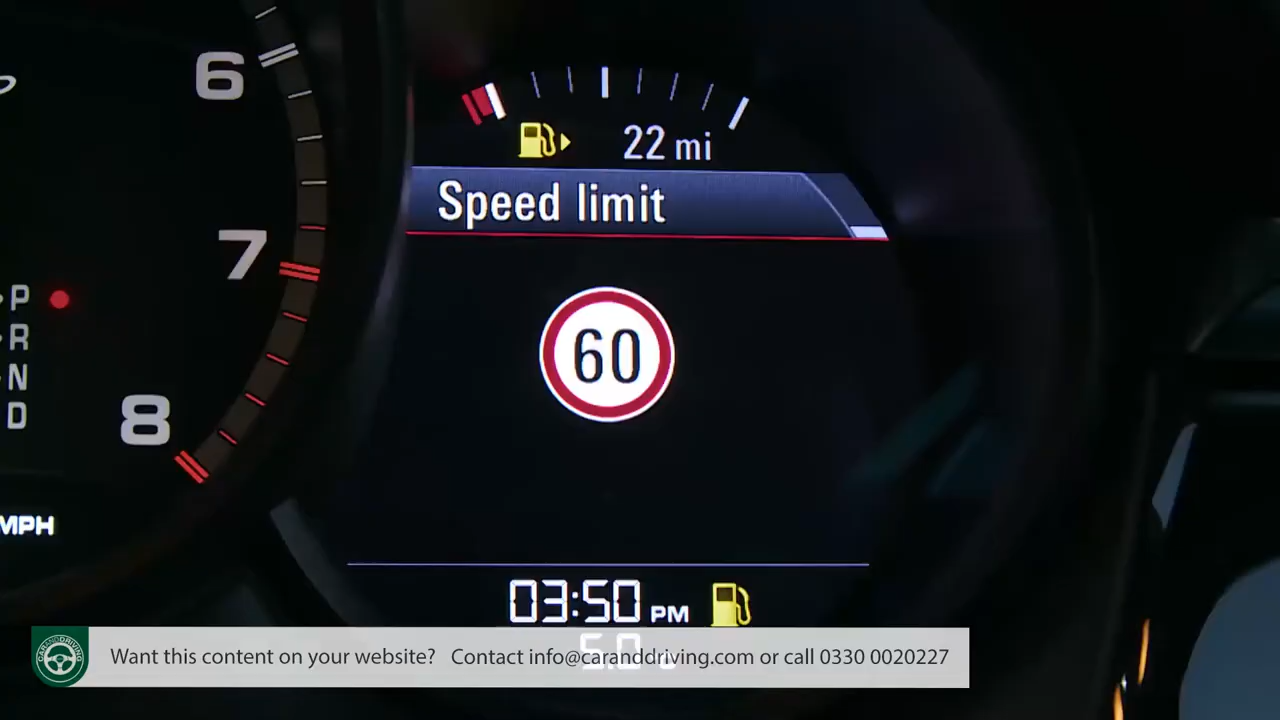 6
22 mi
Speed limit
7
60
P
R
N
D
8
MPH
03:50 PM
CARANDDRIVING
Want this content on your website? Contact info@caranddriving.com or call 0330 0020227